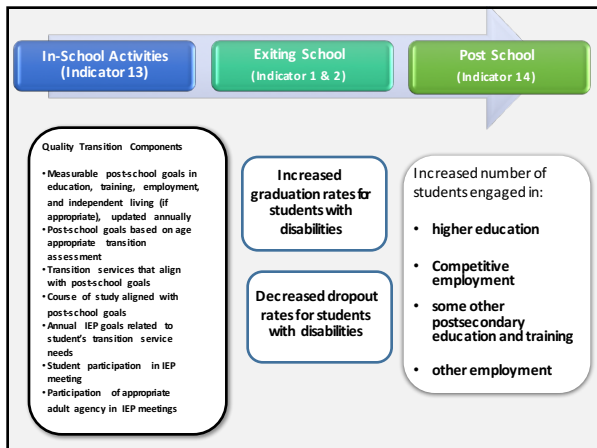 In-School Activities
(Indicator 13)
Exiting School
(Indicator 1 & 2)
Post School
(Indicator 14)
Quality Transition Components
• Measurable post-school goals in
education, training, employment,
and independent living (if
appropriate), updated annually
• Post-school goals based on age
appropriate transition
assessment
• Transition services that align
with post-school goals
• Course of study aligned with
post-school goals
• Annual IEP goals related to
student's transition service
needs
• Student participation in IEP
meeting
• Participation of appropriate
adult agency in IEP meetings
Increased
graduation rates for
students with
disabilities
Decreased dropout
rates for students
with disabilities
Increased number of
students engaged in:
• higher education
• Competitive
employment
• some other
postsecondary
education and training
• other employment